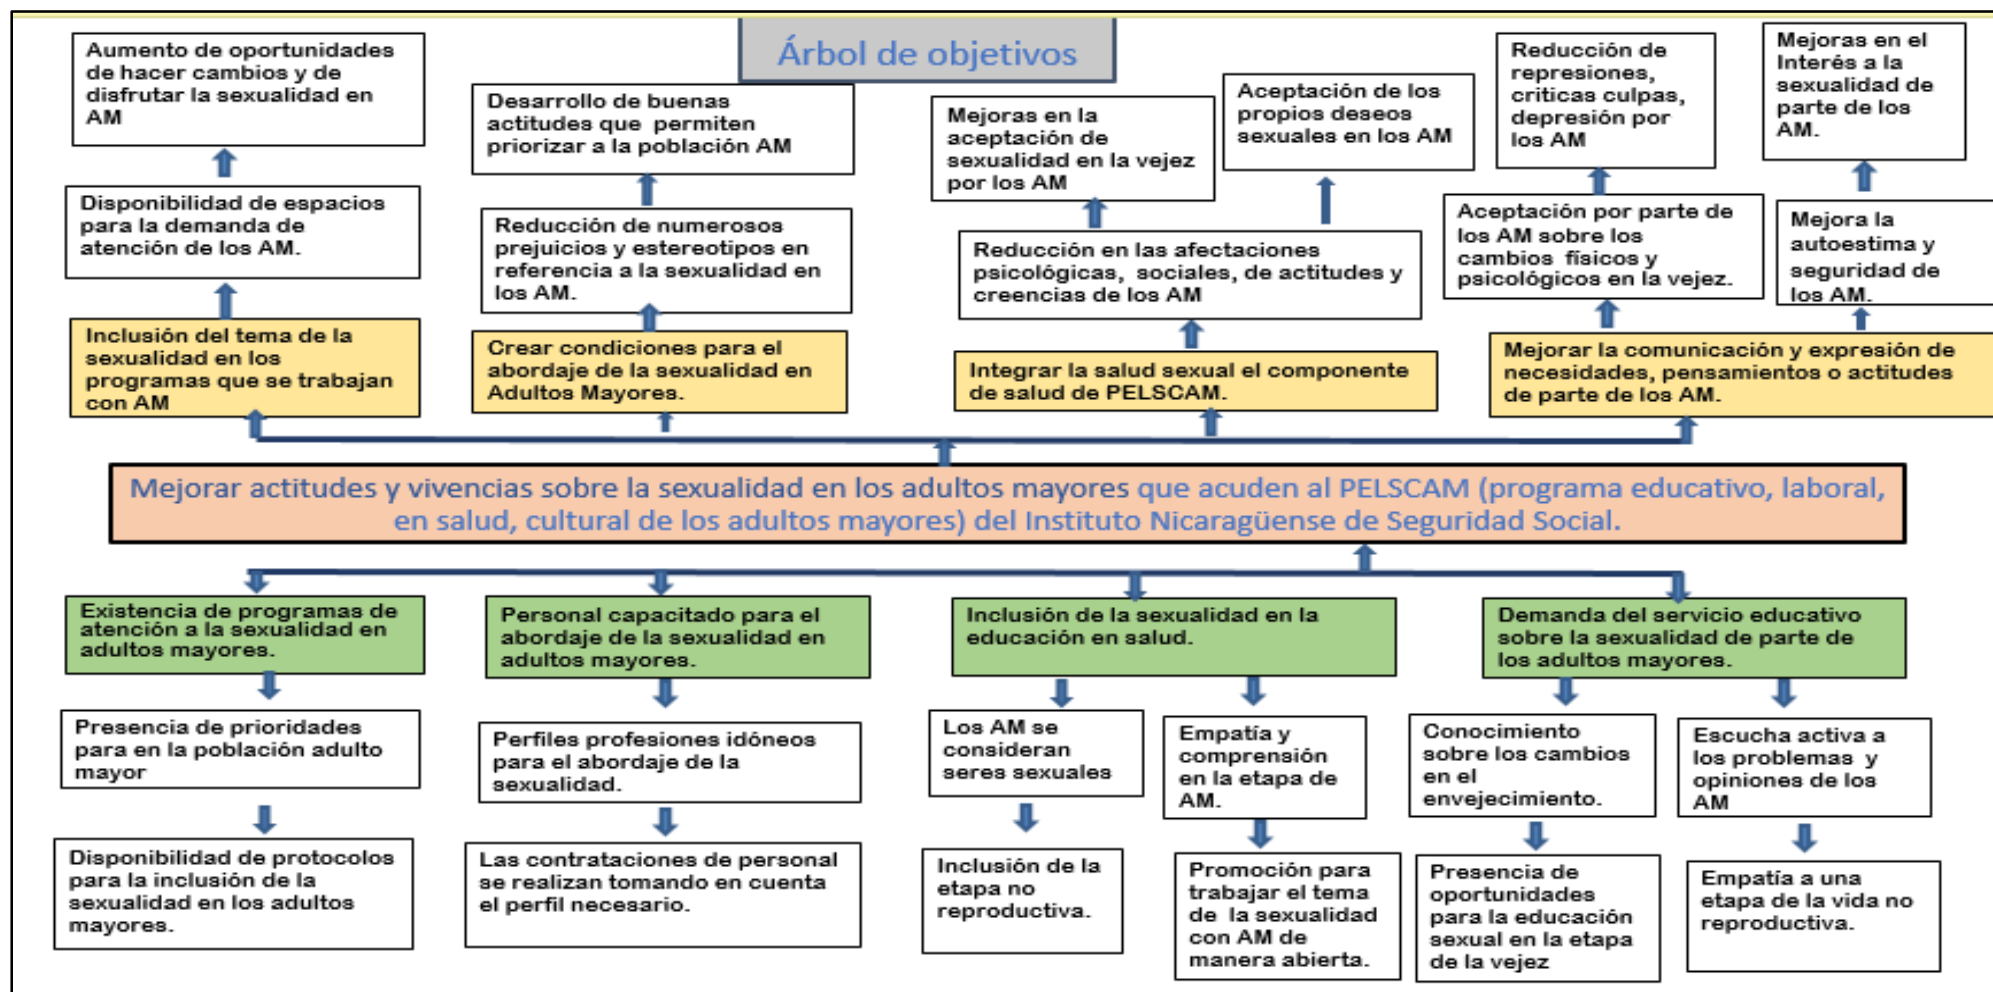 Árbol de objetivos
Aumento de oportunidades
de hacer cambios y de
disfrutar la sexualidad en
AM
Desarrollo de buenas
actitudes que permiten
priorizar a la población AM
Mejoras en la
aceptación de
sexualidad en la vejez
por los AM
Aceptación de los
propios deseos
sexuales en los AM
Reducción de
represiones,
criticas culpas,
depresión por
los AM
Mejoras en el
Interés a la
sexualidad de
parte de los
AM.
Disponibilidad de espacios
para la demanda de
atención de los AM.
Reducción de numerosos
prejuicios y estereotipos en
referencia a la sexualidad en
los AM.
Reducción en las afectaciones
psicológicas, sociales, de actitudes y
creencias de los AM
Aceptación por parte de
los AM sobre los
cambios físicos y
psicológicos en la vejez.
Mejora la
autoestima y
seguridad de
los AM.
Inclusión del tema de la
sexualidad en los
programas que se trabajan
con AM
Crear condiciones para el
abordaje de la sexualidad en
Adultos Mayores.
Integrar la salud sexual el componente
de salud de PELSCAM.
Mejorar la comunicación y expresión de
necesidades, pensamientos o actitudes
de parte de los AM.
Mejorar actitudes y vivencias sobre la sexualidad en los adultos mayores que acuden al PELSCAM (programa educativo, laboral,
en salud, cultural de los adultos mayores) del Instituto Nicaragüense de Seguridad Social.
Existencia de programas de
atención a la sexualidad en
adultos mayores.
Personal capacitado para el
abordaje de la sexualidad en
adultos mayores.
Inclusión de la sexualidad en la
educación en salud.
Demanda del servicio educativo
sobre la sexualidad de parte de
los adultos mayores.
Presencia de prioridades
para en la población adulto
mayor
Perfiles profesiones idóneos
para el abordaje de la
sexualidad.
Los AM se
consideran
seres sexuales
Empatía y
comprensión
en la etapa de
AM.
Conocimiento
sobre los cambios
en el
envejecimiento.
Escucha activa a
los problemas y
opiniones de los
AM
Disponibilidad de protocolos
para la inclusión de la
sexualidad en los adultos
mayores.
Las contrataciones de personal
se realizan tomando en cuenta
el perfil necesario.
Inclusión de la
etapa no
reproductiva.
Promoción para
trabajar el tema
de la sexualidad
con AM de
manera abierta.
Presencia de
oportunidades
para la educación
sexual en la etapa
de la vejez
Empatía a una
etapa de la vida no
reproductiva.